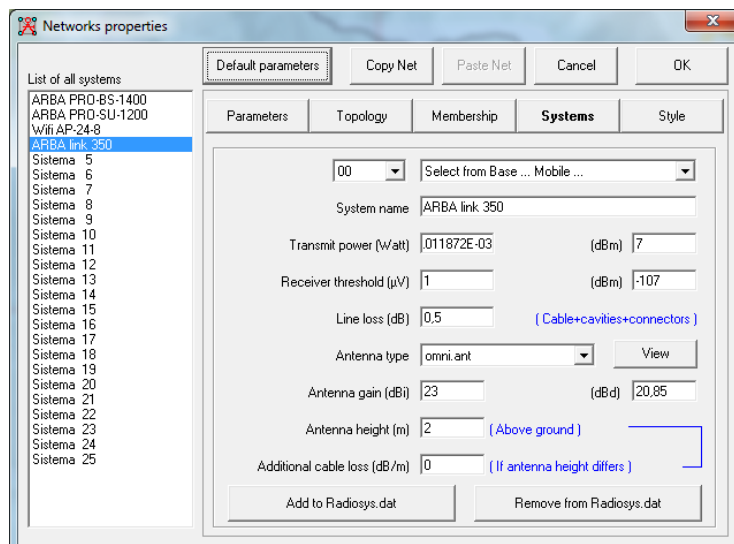 Networks properties
Default parameters Copy Net Paste Net Cancel OK
List of all systems
ARBA PRO-BS-1400
ARBA PRO-SU-1200
Wifi AP-24-8
ARBA link 350
Sistema 5
Sistema 6
Sistema 7
Sistema 8
Sistema 9
Sistema 10
Sistema 11
Sistema 12
Sistema 13
Sistema 14
Sistema 15
Sistema 16
Sistema 17
Sistema 18
Sistema 19
Sistema 20
Sistema 21
Sistema 22
Sistema 23
Sistema 24
Sistema 25
Parameters Topology Membership Systems Style
00 Select from Base ... Mobile ...
System name ARBA link 350
Transmit power (Watt) .011872E-03 (dBm) 7
Receiver threshold (µV) 1 (dBm) -107
Line loss (dB) 0,5 ( Cable+cavities+connectors )
Antenna type omni.ant View
Antenna gain (dBi) 23 (dBd) 20,85
Antenna height (m) 2 ( Above ground )
Additional cable loss (dB/m) 0 ( If antenna height differs )
Add to Radiosys.dat Remove from Radiosys.dat